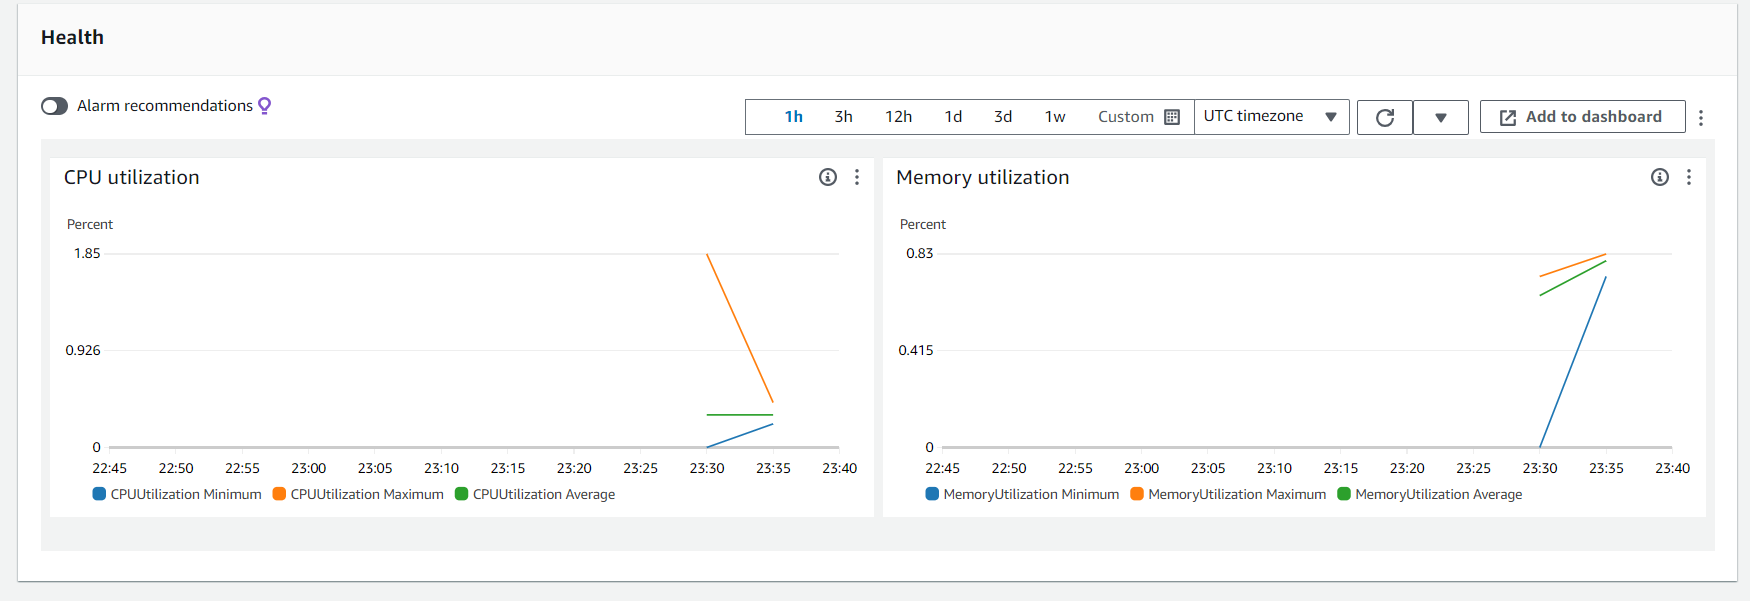 Health
Alarm recommendations
1h 3h 12h 1d 3d 1w Custom UTC timezone Add to dashboard
CPU utilization
Percent
1.85
0.926
0
22:45 22:50 22:55 23:00 23:05 23:10 23:15 23:20 23:25 23:30 23:35 23:40
CPUUtilization Minimum CPUUtilization Maximum CPUUtilization Average
Memory utilization
Percent
0.83
0.415
0
22:45 22:50 22:55 23:00 23:05 23:10 23:15 23:20 23:25 23:30 23:35 23:40
MemoryUtilization Minimum MemoryUtilization Maximum MemoryUtilization Average